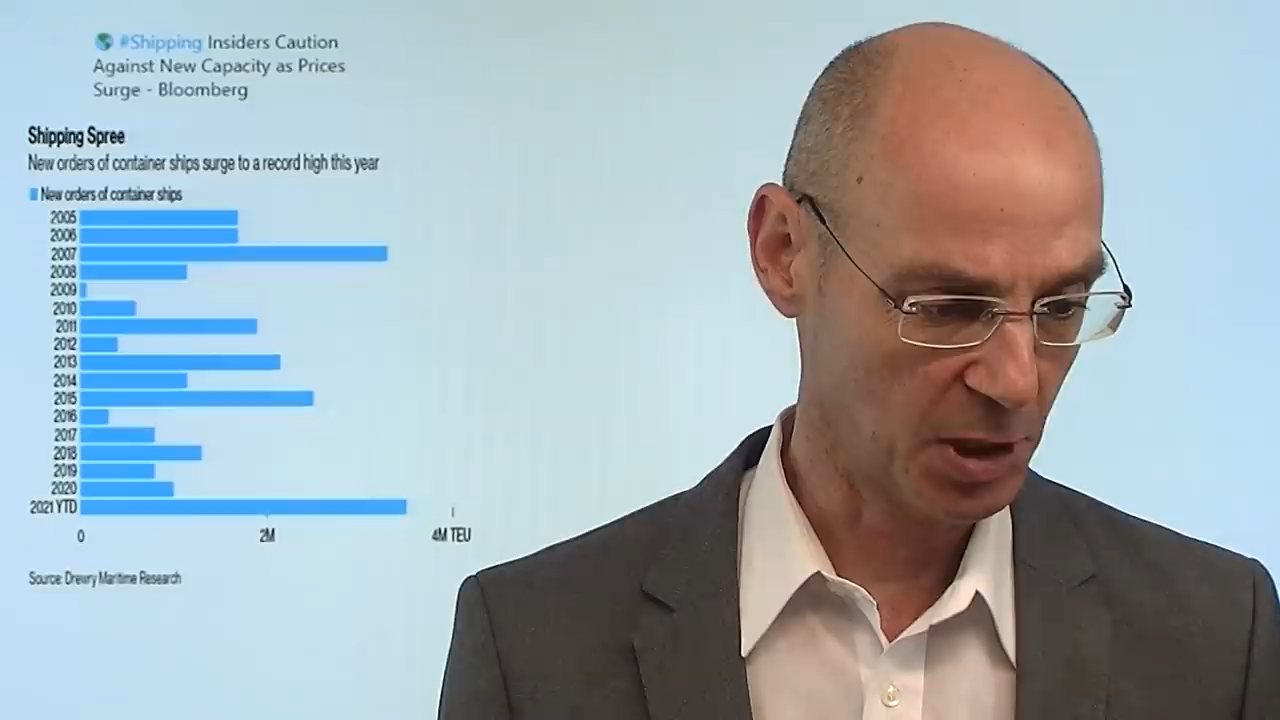 #Shipping Insiders Caution
Against New Capacity as Prices
Surge - Bloomberg
Shipping Spree
New orders of container ships surge to a record high this year
New orders of container ships
2005
2006
2007
2008
2009
2010
2011
2012
2013
2014
2015
2016
2017
2018
2019
2020
2021 YTD
0 2M 4M TEU
Source: Drewry Maritime Research